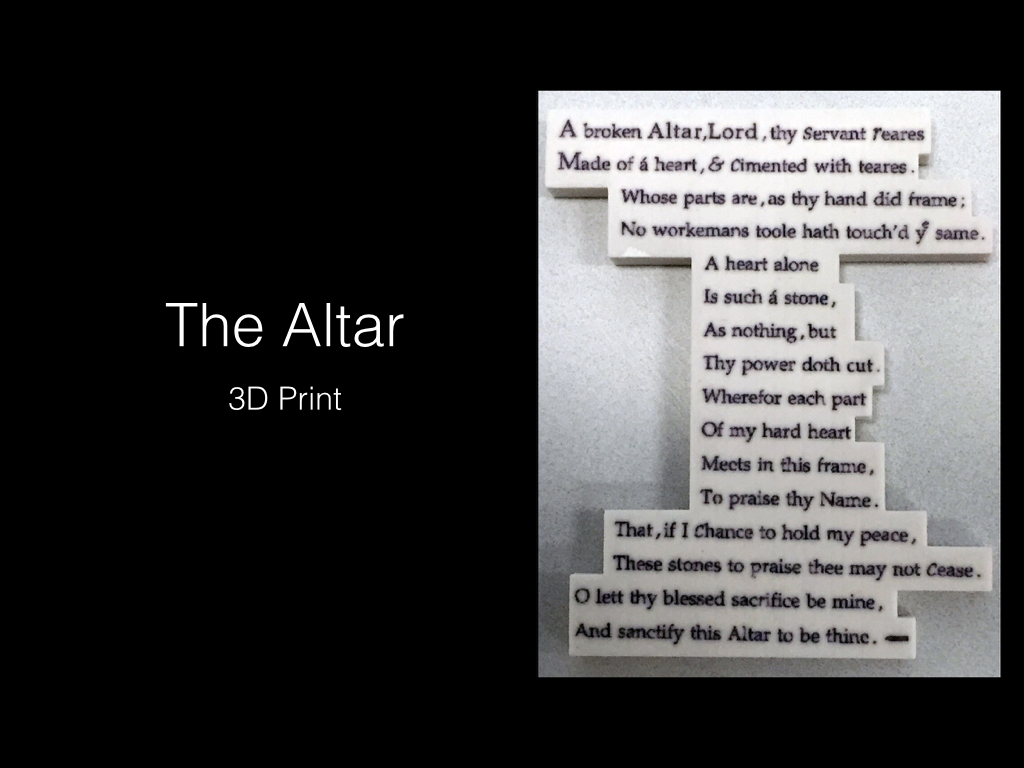 The Altar
3D Print
A broken Altar, Lord, thy Servant reares
Made of á heart, & Cimented with teares.
Whose parts are, as thy hand did frame;
No workemans toole hath touch'd yᵉ same.
A heart alone
Is such á stone,
As nothing, but
Thy power doth cut.
Wherefor each part
Of my hard heart
Meets in this frame,
To praise thy Name.
That, if I Chance to hold my peace,
These stones to praise thee may not Cease.
O lett thy blessed sacrifice be mine,
And sanctify this Altar to be thine. —